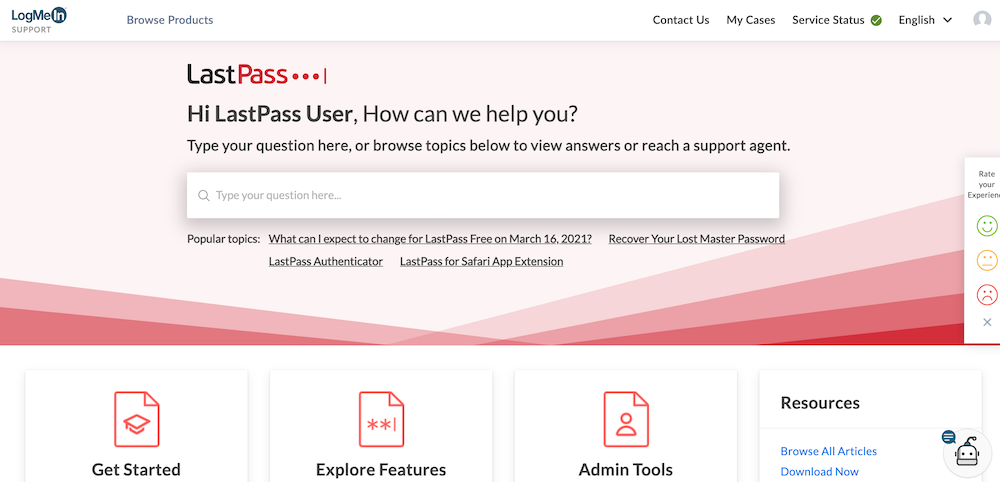 LogMeIn
SUPPORT
Browse Products
Contact Us My Cases Service Status English
LastPass
Hi LastPass User, How can we help you?
Type your question here, or browse topics below to view answers or reach a support agent.
Type your question here...
Popular topics: What can I expect to change for LastPass Free on March 16, 2021? Recover Your Lost Master Password
LastPass Authenticator LastPass for Safari App Extension
Rate
your
Experienc
Get Started
Explore Features
Admin Tools
Resources
Browse All Articles
Download Now